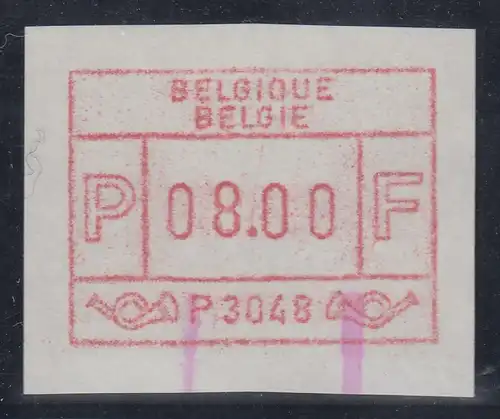 BELGIQUE
BELGIE
P 08.00 F
P3048